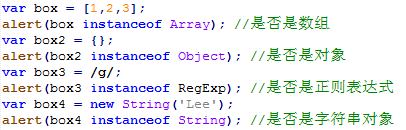 var box = [1,2,3];
alert(box instanceof Array); //是否是数组
var box2 = {};
alert(box2 instanceof Object); //是否是对象
var box3 = /g/;
alert(box3 instanceof RegExp); //是否是正则表达式
var box4 = new String('Lee');
alert(box4 instanceof String); //是否是字符串对象